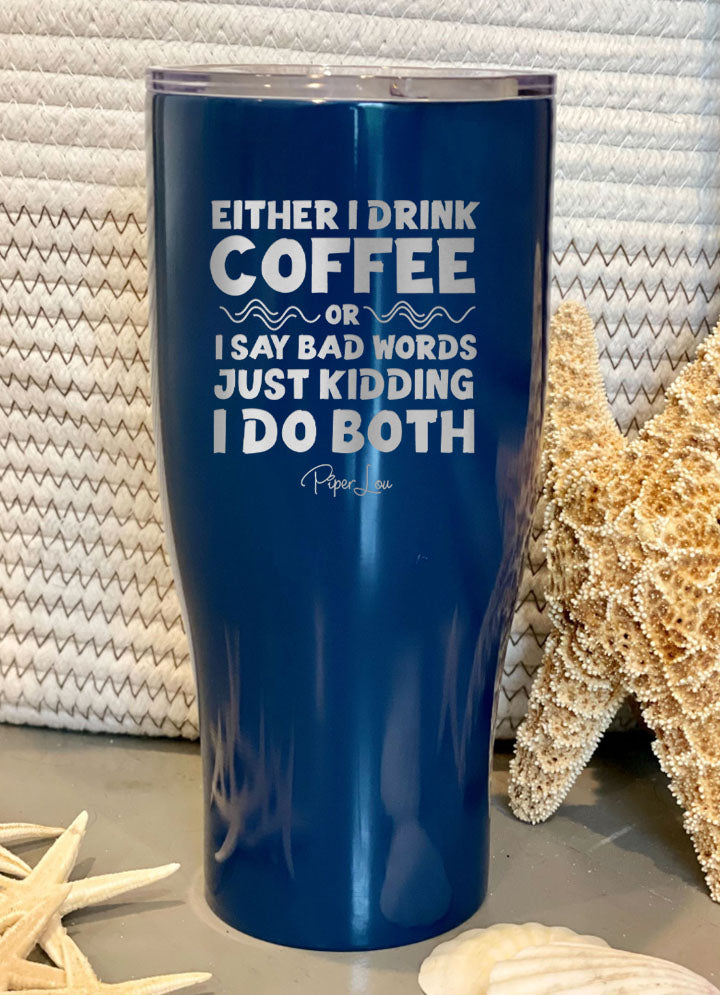 EITHER I DRINK
COFFEE
OR
I SAY BAD WORDS
JUST KIDDING
I DO BOTH
Piper Lou